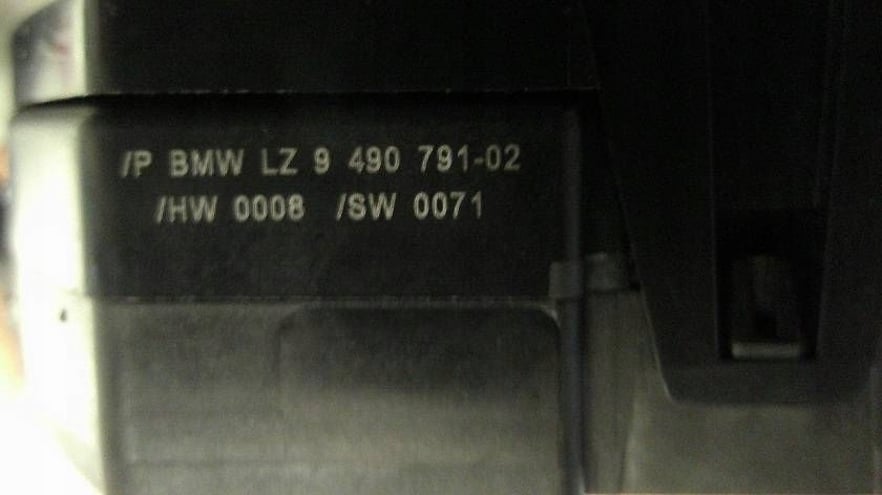 /P BMW LZ 9 490 791-02
/HW 0008 /SW 0071